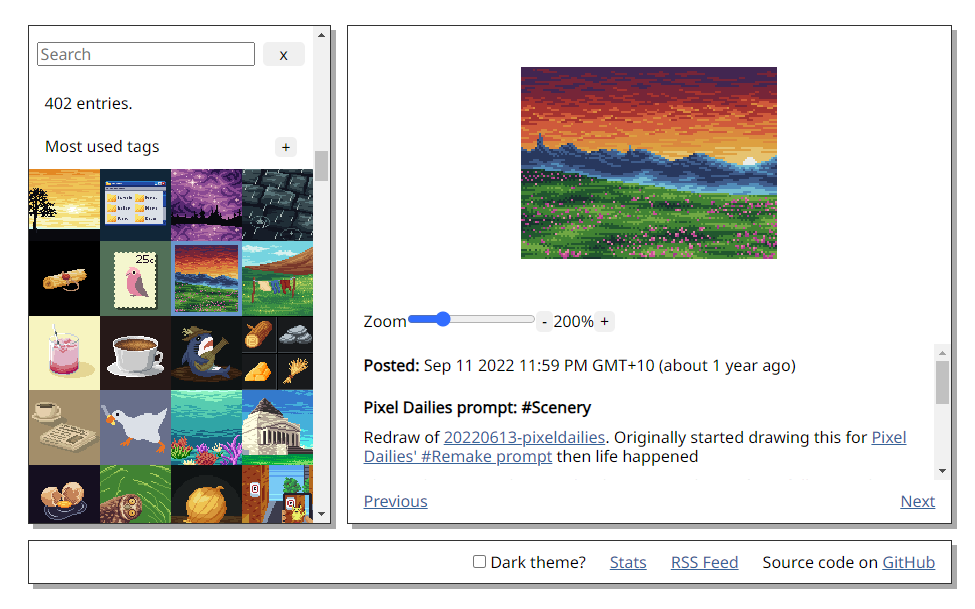 Search
x
402 entries.
Most used tags
+
25c
Zoom
- 200% +
Posted: Sep 11 2022 11:59 PM GMT+10 (about 1 year ago)
Pixel Dailies prompt: #Scenery
Redraw of 20220613-pixeldailies. Originally started drawing this for Pixel
Dailies' #Remake prompt then life happened
Previous
Next
Dark theme?
Stats
RSS Feed
Source code on GitHub